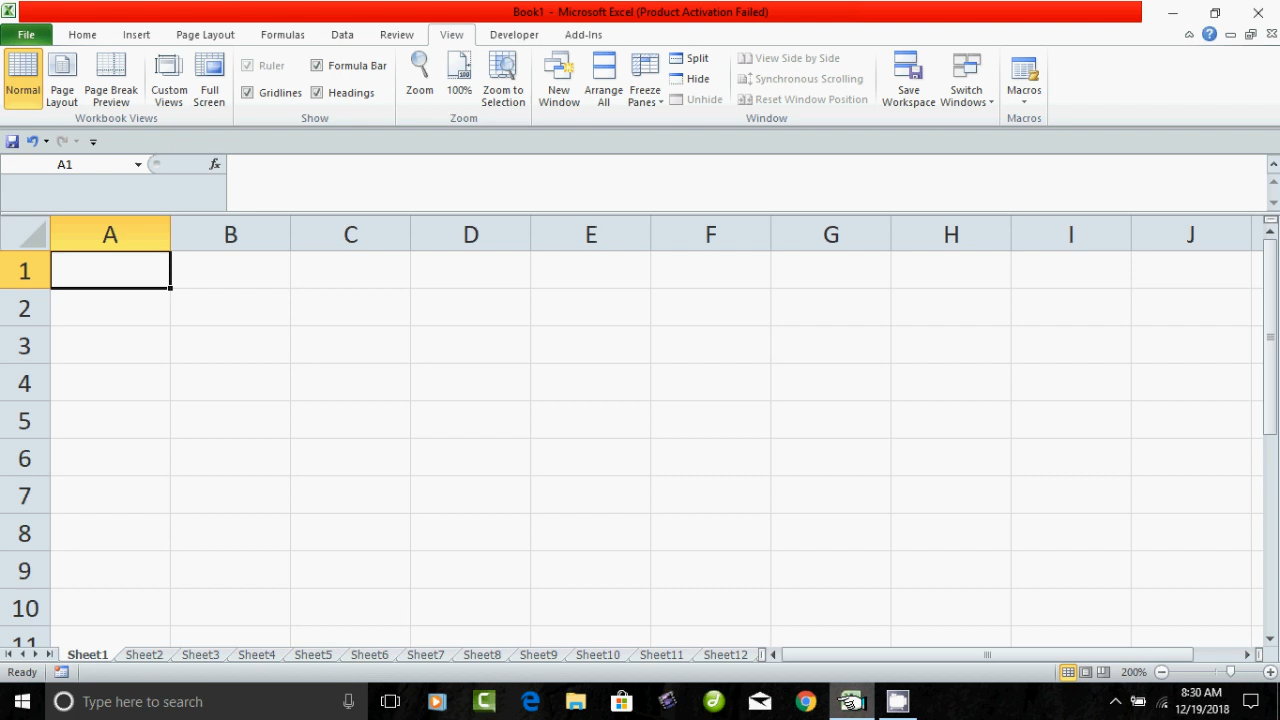 Book1 - Microsoft Excel (Product Activation Failed)
File Home Insert Page Layout Formulas Data Review View Developer Add-Ins
Normal
Page Layout
Page Break Preview
Custom Views
Full Screen
Workbook Views
Ruler
Formula Bar
Gridlines
Headings
Show
Zoom
100%
Zoom to Selection
Zoom
New Window
Arrange All
Freeze Panes
Split
Hide
Unhide
View Side by Side
Synchronous Scrolling
Reset Window Position
Save Workspace
Switch Windows
Window
Macros
Macros
A1
fx
A B C D E F G H I J
1
2
3
4
5
6
7
8
9
10
11
Sheet1 Sheet2 Sheet3 Sheet4 Sheet5 Sheet6 Sheet7 Sheet8 Sheet9 Sheet10 Sheet11 Sheet12
Ready
200%
Type here to search
8:30 AM
12/19/2018